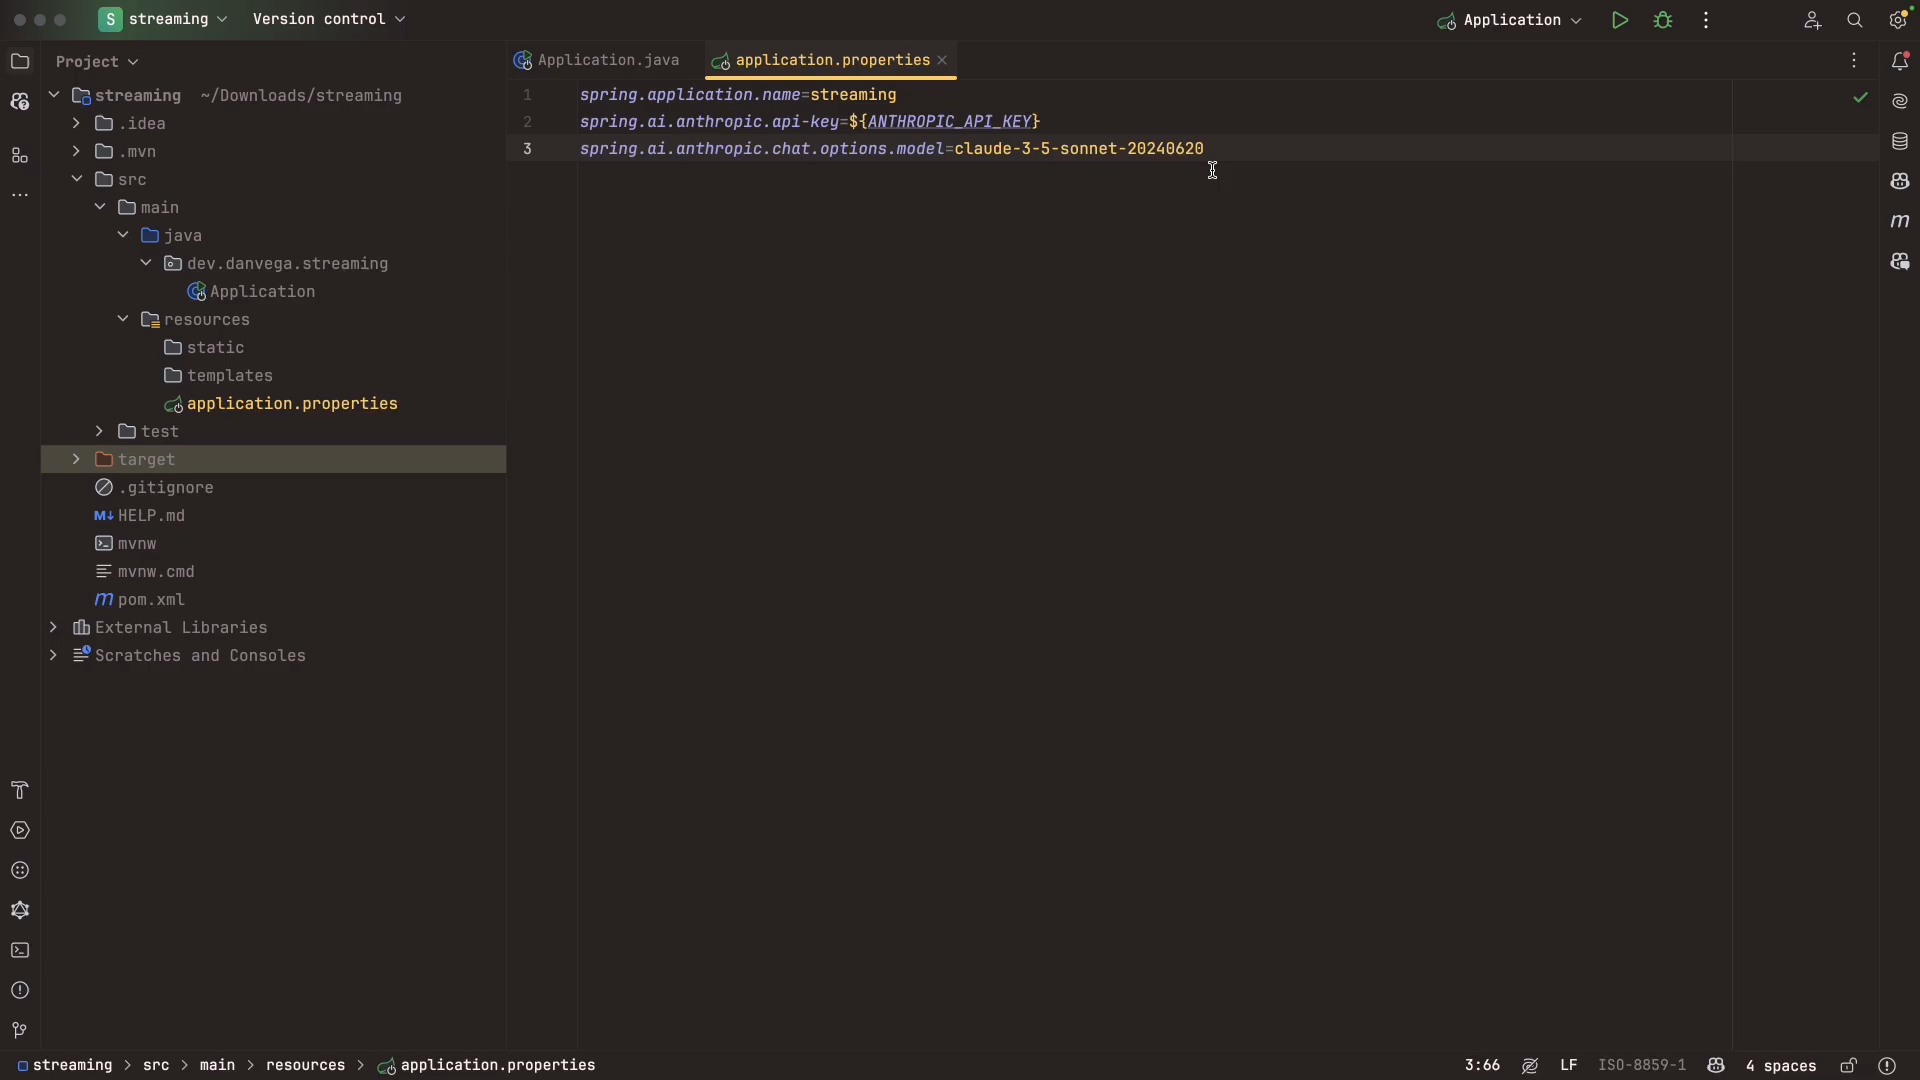 S streaming Version control Application
Project
streaming ~/Downloads/streaming
.idea
.mvn
src
main
java
dev.danvega.streaming
Application
resources
static
templates
application.properties
test
target
.gitignore
M↓ HELP.md
mvnw
mvnw.cmd
m pom.xml
External Libraries
Scratches and Consoles
Application.java application.properties
1 spring.application.name=streaming
2 spring.ai.anthropic.api-key=${ANTHROPIC_API_KEY}
3 spring.ai.anthropic.chat.options.model=claude-3-5-sonnet-20240620
m
streaming > src > main > resources > application.properties 3:66 LF ISO-8859-1 4 spaces